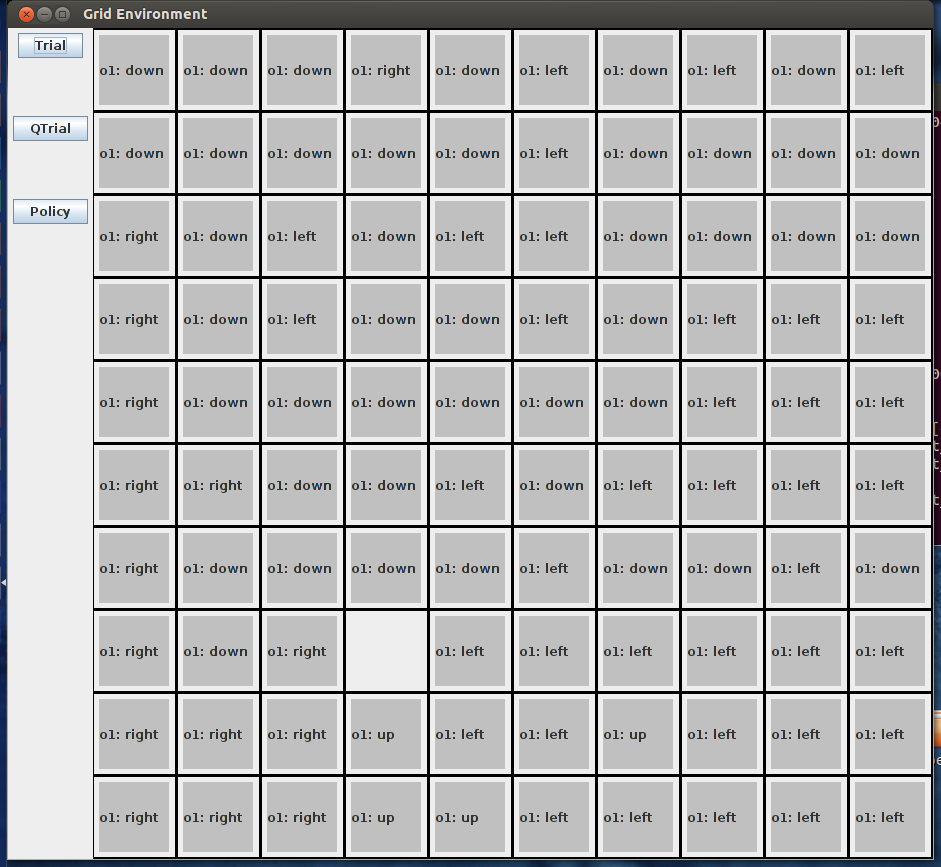 Grid Environment
Trial
o1: down o1: down o1: down o1: right o1: down o1: left o1: down o1: left o1: down o1: left
QTrial
o1: down o1: down o1: down o1: down o1: down o1: left o1: down o1: down o1: down o1: down
Policy
o1: right o1: down o1: left o1: down o1: left o1: left o1: down o1: down o1: down o1: down
o1: right o1: down o1: left o1: down o1: down o1: left o1: down o1: left o1: left o1: left
o1: right o1: down o1: down o1: down o1: down o1: down o1: down o1: left o1: left o1: left
o1: right o1: right o1: down o1: down o1: left o1: down o1: left o1: left o1: left o1: left
o1: right o1: down o1: down o1: down o1: down o1: left o1: down o1: down o1: left o1: down
o1: right o1: down o1: right o1: left o1: left o1: left o1: left o1: left o1: left
o1: right o1: right o1: right o1: up o1: left o1: left o1: up o1: left o1: left o1: left
o1: right o1: right o1: right o1: up o1: up o1: left o1: left o1: left o1: left o1: left